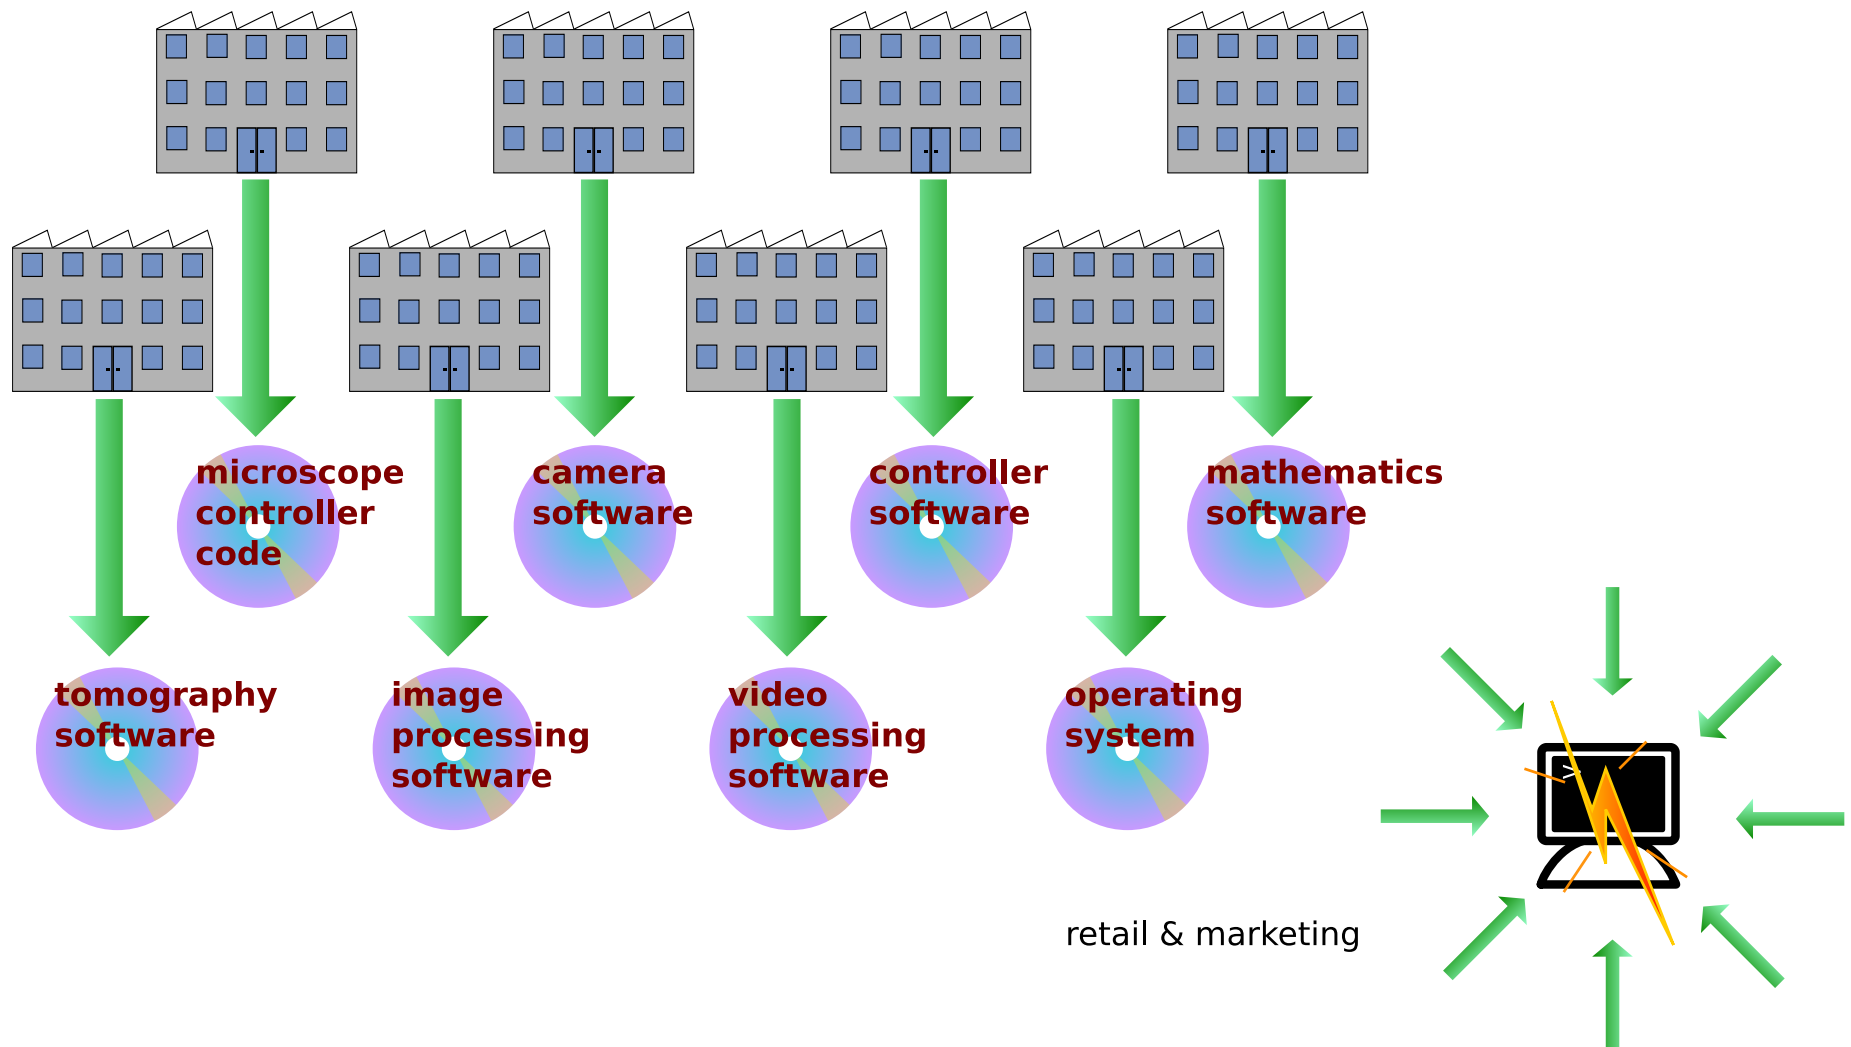 microscope
controller
code
camera
software
controller
software
mathematics
software
tomography
software
image
processing
software
video
processing
software
operating
system
>
retail & marketing